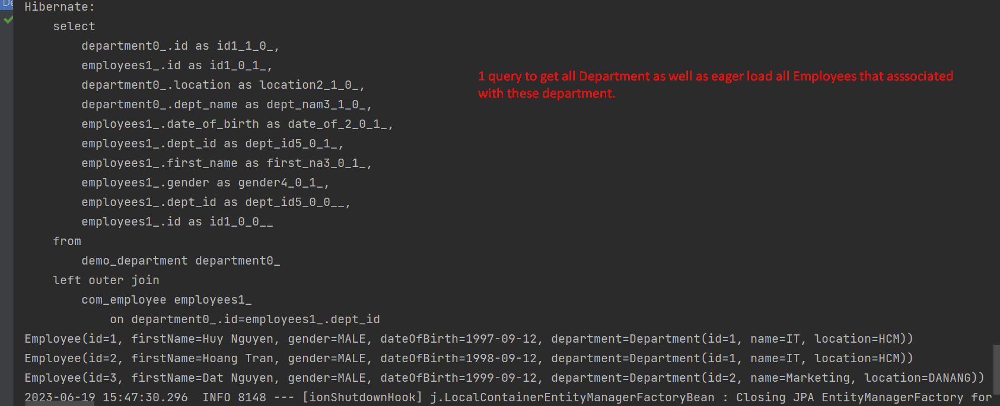 De
Hibernate:
    select
        department0_.id as id1_1_0_,
        employees1_.id as id1_0_1_,
        department0_.location as location2_1_0_,
        department0_.dept_name as dept_nam3_1_0_,
        employees1_.date_of_birth as date_of_2_0_1_,
        employees1_.dept_id as dept_id5_0_1_,
        employees1_.first_name as first_na3_0_1_,
        employees1_.gender as gender4_0_1_,
        employees1_.dept_id as dept_id5_0_0__,
        employees1_.id as id1_0_0__
    from
        demo_department department0_
    left outer join
        com_employee employees1_
            on department0_.id=employees1_.dept_id
1 query to get all Department as well as eager load all Employees that asssociated
with these department.
Employee(id=1, firstName=Huy Nguyen, gender=MALE, dateOfBirth=1997-09-12, department=Department(id=1, name=IT, location=HCM))
Employee(id=2, firstName=Hoang Tran, gender=MALE, dateOfBirth=1998-09-12, department=Department(id=1, name=IT, location=HCM))
Employee(id=3, firstName=Dat Nguyen, gender=MALE, dateOfBirth=1999-09-12, department=Department(id=2, name=Marketing, location=DANANG))
2023-06-19 15:47:30.296  INFO 8148 --- [ionShutdownHook] j.LocalContainerEntityManagerFactoryBean : Closing JPA EntityManagerFactory for